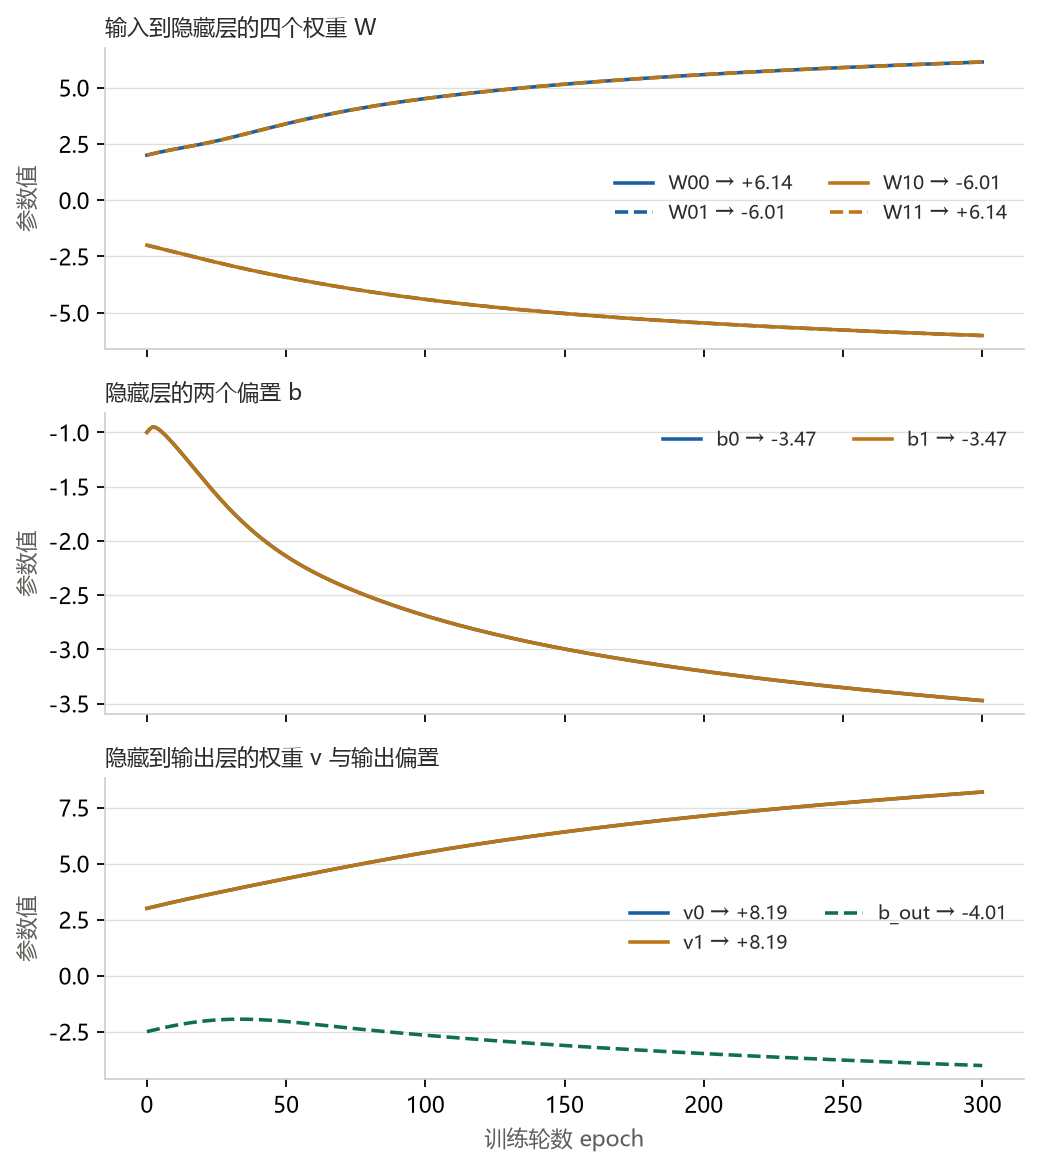 输入到隐藏层的四个权重 W
参数值
5.0
2.5
0.0
-2.5
-5.0
W00 → +6.14
W10 → -6.01
W01 → -6.01
W11 → +6.14
隐藏层的两个偏置 b
参数值
-1.0
-1.5
-2.0
-2.5
-3.0
-3.5
b0 → -3.47
b1 → -3.47
隐藏到输出层的权重 v 与输出偏置
参数值
7.5
5.0
2.5
0.0
-2.5
v0 → +8.19
b_out → -4.01
v1 → +8.19
0 50 100 150 200 250 300
训练轮数 epoch